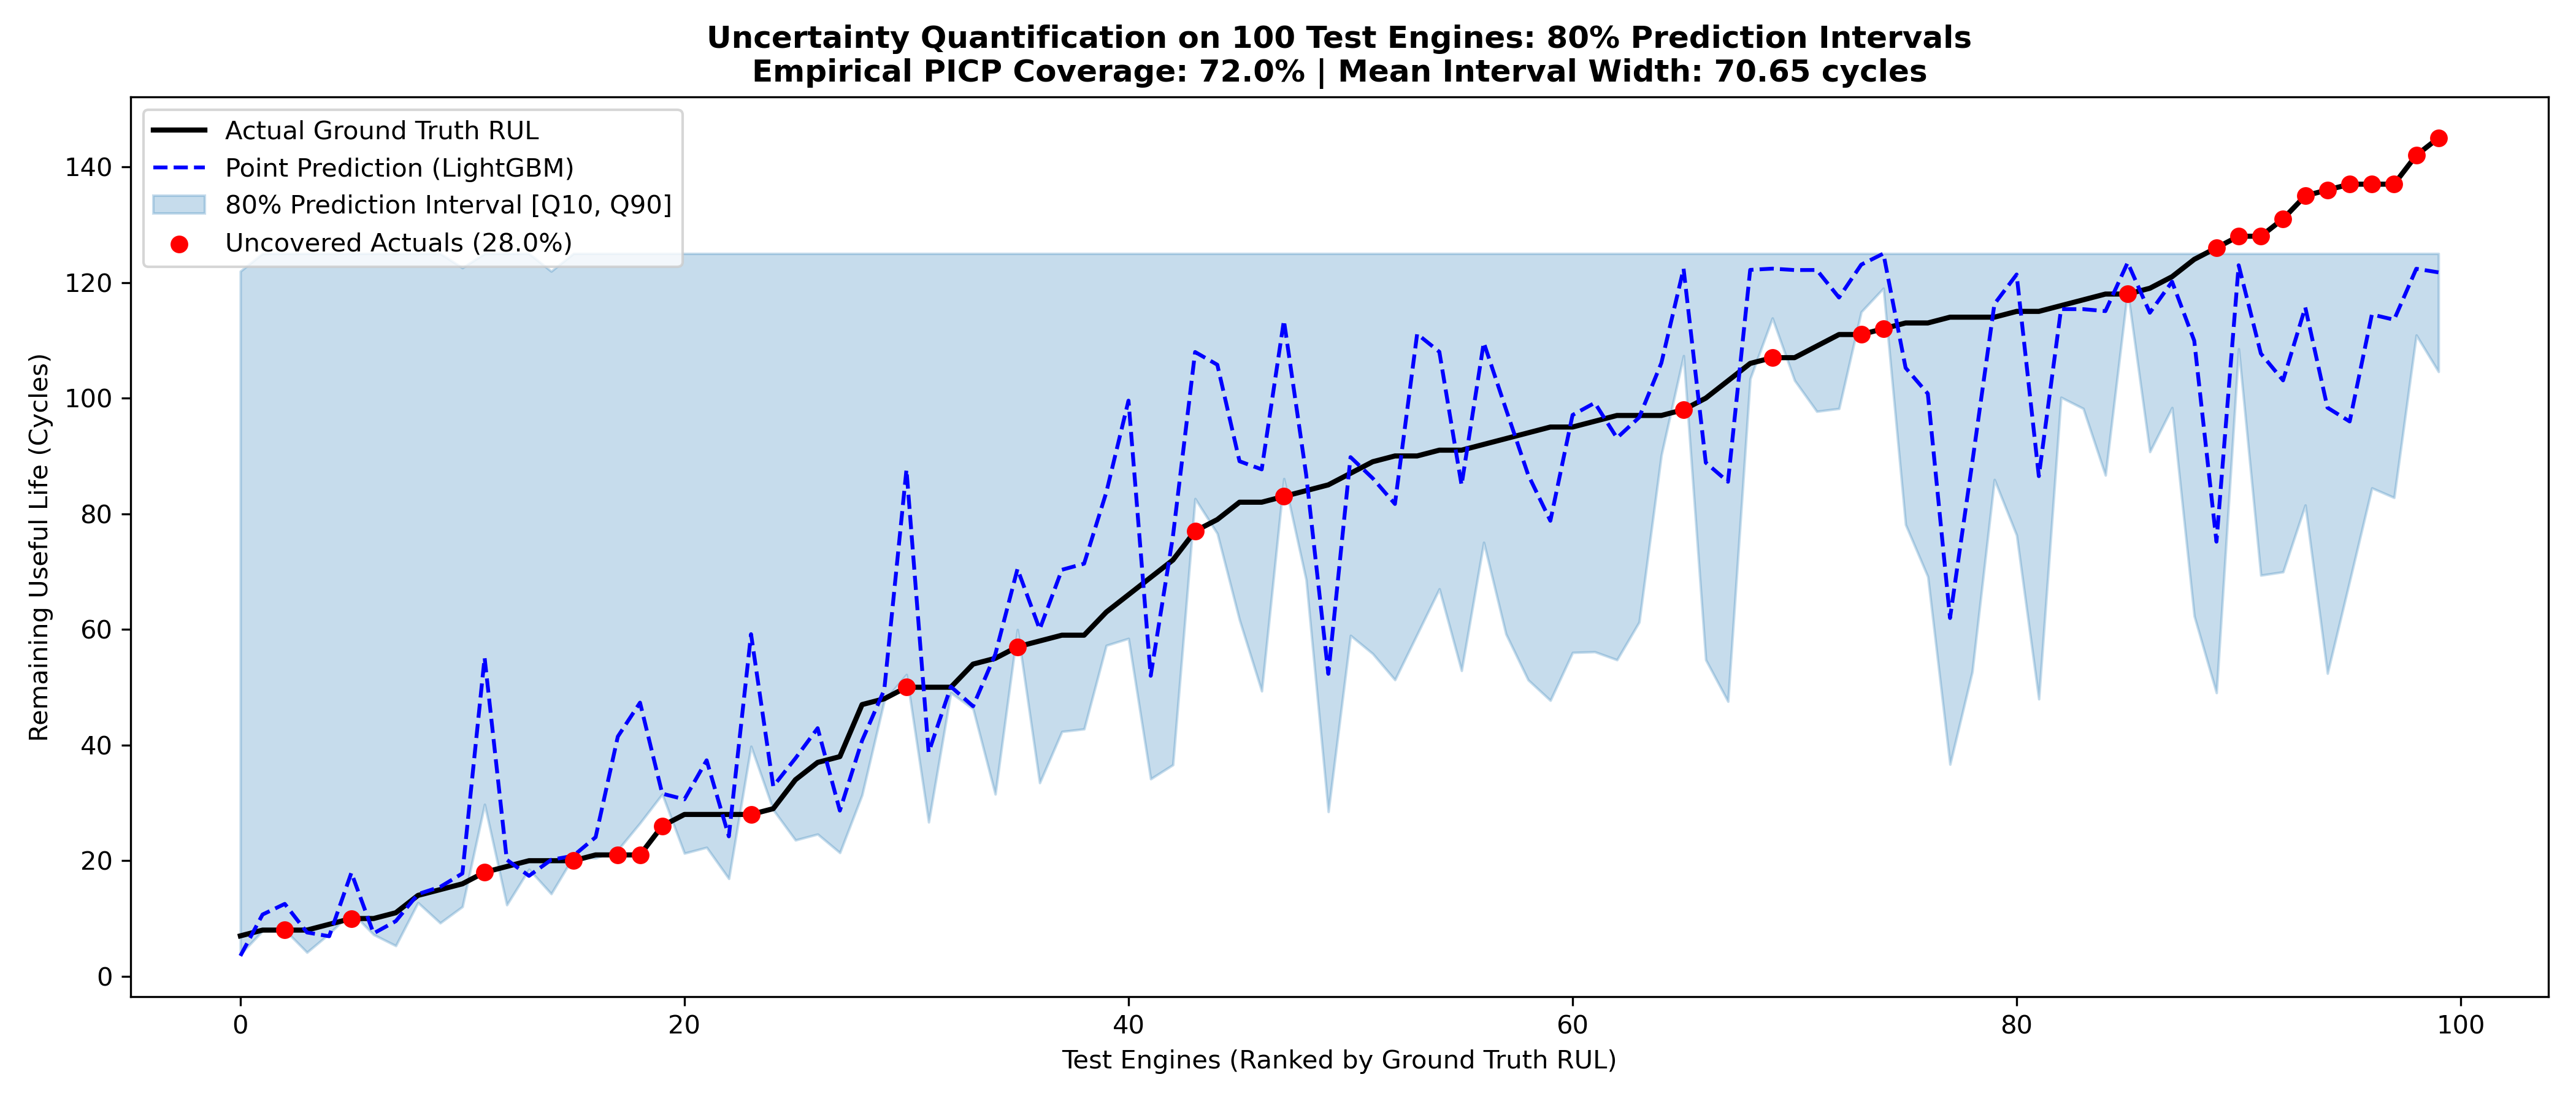 Uncertainty Quantification on 100 Test Engines: 80% Prediction Intervals
Empirical PICP Coverage: 72.0% | Mean Interval Width: 70.65 cycles
Actual Ground Truth RUL
Point Prediction (LightGBM)
80% Prediction Interval [Q10, Q90]
Uncovered Actuals (28.0%)
Remaining Useful Life (Cycles)
140
120
100
80
60
40
20
0
0 20 40 60 80 100
Test Engines (Ranked by Ground Truth RUL)